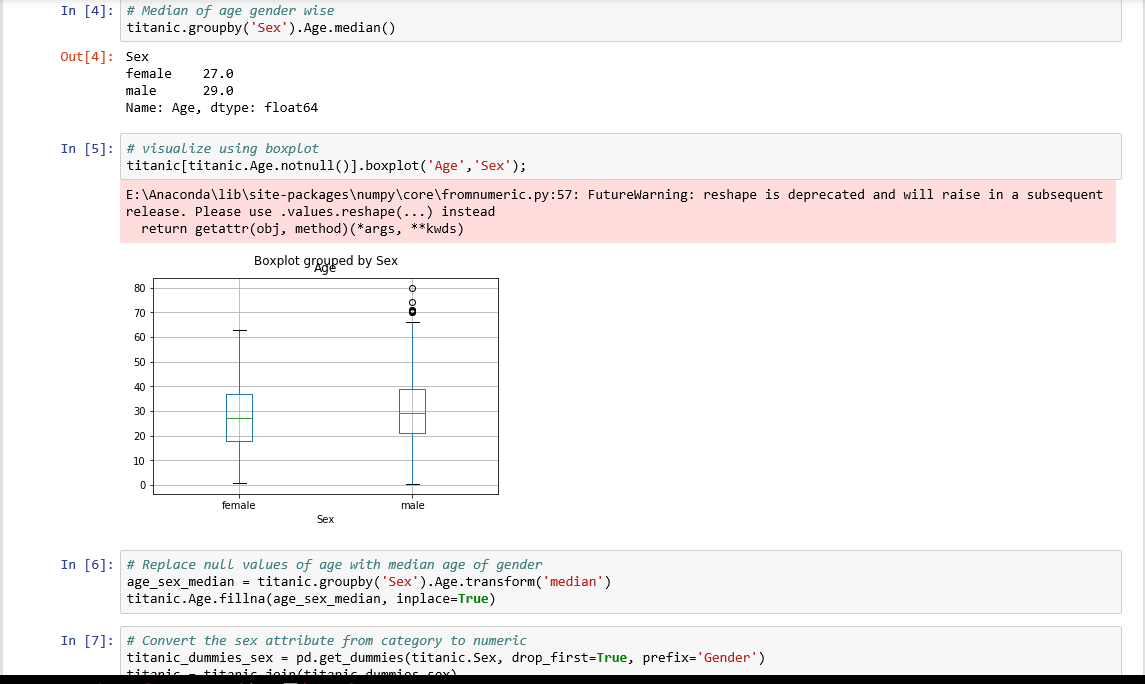 In [4]: # Median of age gender wise
titanic.groupby('Sex').Age.median()
Out[4]: Sex
female    27.0
male      29.0
Name: Age, dtype: float64
In [5]: # visualize using boxplot
titanic[titanic.Age.notnull()].boxplot('Age','Sex');
E:\Anaconda\lib\site-packages\numpy\core\fromnumeric.py:57: FutureWarning: reshape is deprecated and will raise in a subsequent
release. Please use .values.reshape(...) instead
  return getattr(obj, method)(*args, **kwds)
Boxplot grouped by Sex
Age
80
70
60
50
40
30
20
10
0
female male
Sex
In [6]: # Replace null values of age with median age of gender
age_sex_median = titanic.groupby('Sex').Age.transform('median')
titanic.Age.fillna(age_sex_median, inplace=True)
In [7]: # Convert the sex attribute from category to numeric
titanic_dummies_sex = pd.get_dummies(titanic.Sex, drop_first=True, prefix='Gender')
titanic = titanic.join(titanic_dummies_sex)